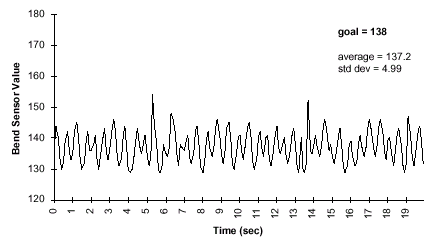 180
170
160
150
140
130
120
Bend Sensor Value
goal = 138
average = 137.2
std dev = 4.99
0 1 2 3 4 5 6 7 8 9 10 11 12 13 14 15 16 17 18 19
Time (sec)